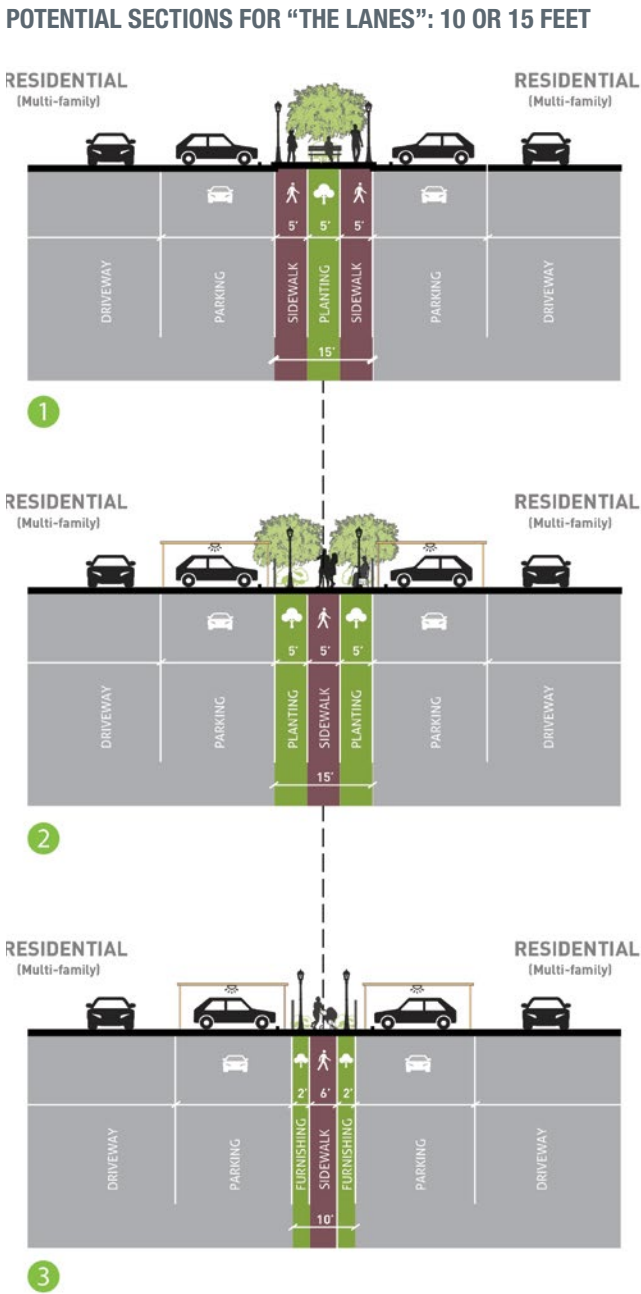 POTENTIAL SECTIONS FOR “THE LANES”: 10 OR 15 FEET
RESIDENTIAL
(Multi-family)
RESIDENTIAL
(Multi-family)
5'
5'
5'
DRIVEWAY
PARKING
SIDEWALK
PLANTING
SIDEWALK
PARKING
DRIVEWAY
15'
1
RESIDENTIAL
(Multi-family)
RESIDENTIAL
(Multi-family)
5'
5'
5'
DRIVEWAY
PARKING
PLANTING
SIDEWALK
PLANTING
PARKING
DRIVEWAY
15'
2
RESIDENTIAL
(Multi-family)
RESIDENTIAL
(Multi-family)
2'
6'
2'
DRIVEWAY
PARKING
FURNISHING
SIDEWALK
FURNISHING
PARKING
DRIVEWAY
10'
3